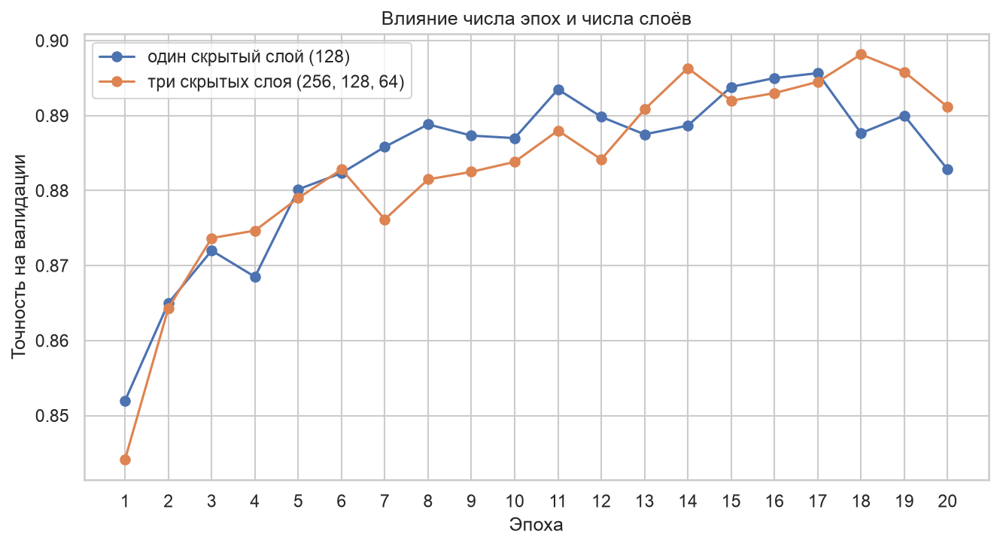 Влияние числа эпох и числа слоёв
один скрытый слой (128)
три скрытых слоя (256, 128, 64)
Точность на валидации
0.90
0.89
0.88
0.87
0.86
0.85
1 2 3 4 5 6 7 8 9 10 11 12 13 14 15 16 17 18 19 20
Эпоха